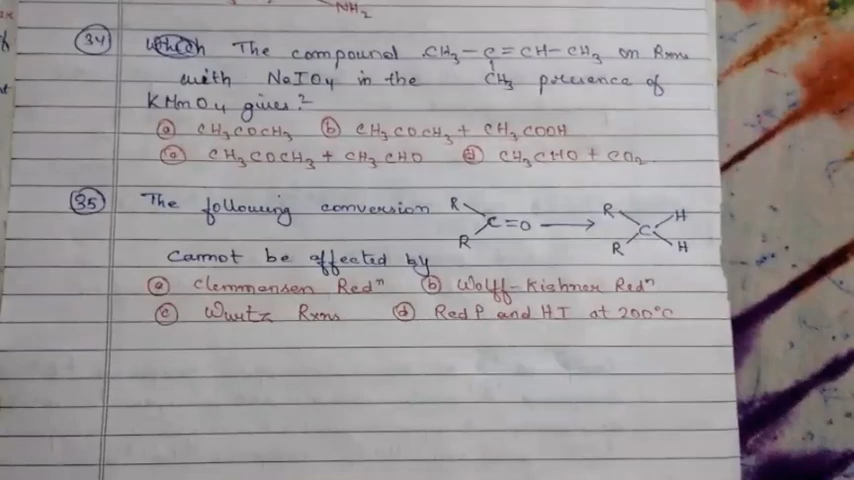 NH2
34 Which The compound CH3-C=CH-CH3 on Rxns
with NaIO4 in the CH3 presence of
KMnO4 gives?
a CH3COCH3 b CH3COCH3 + CH3COOH
c CH3COCH3 + CH3CHO d CH3CHO + CO2
35 The following conversion R R C=O → R R C H H
cannot be affected by
a Clemmensen Redn b Wolff-Kishner Redn
c Wurtz Rxns d Red P and HI at 200°C